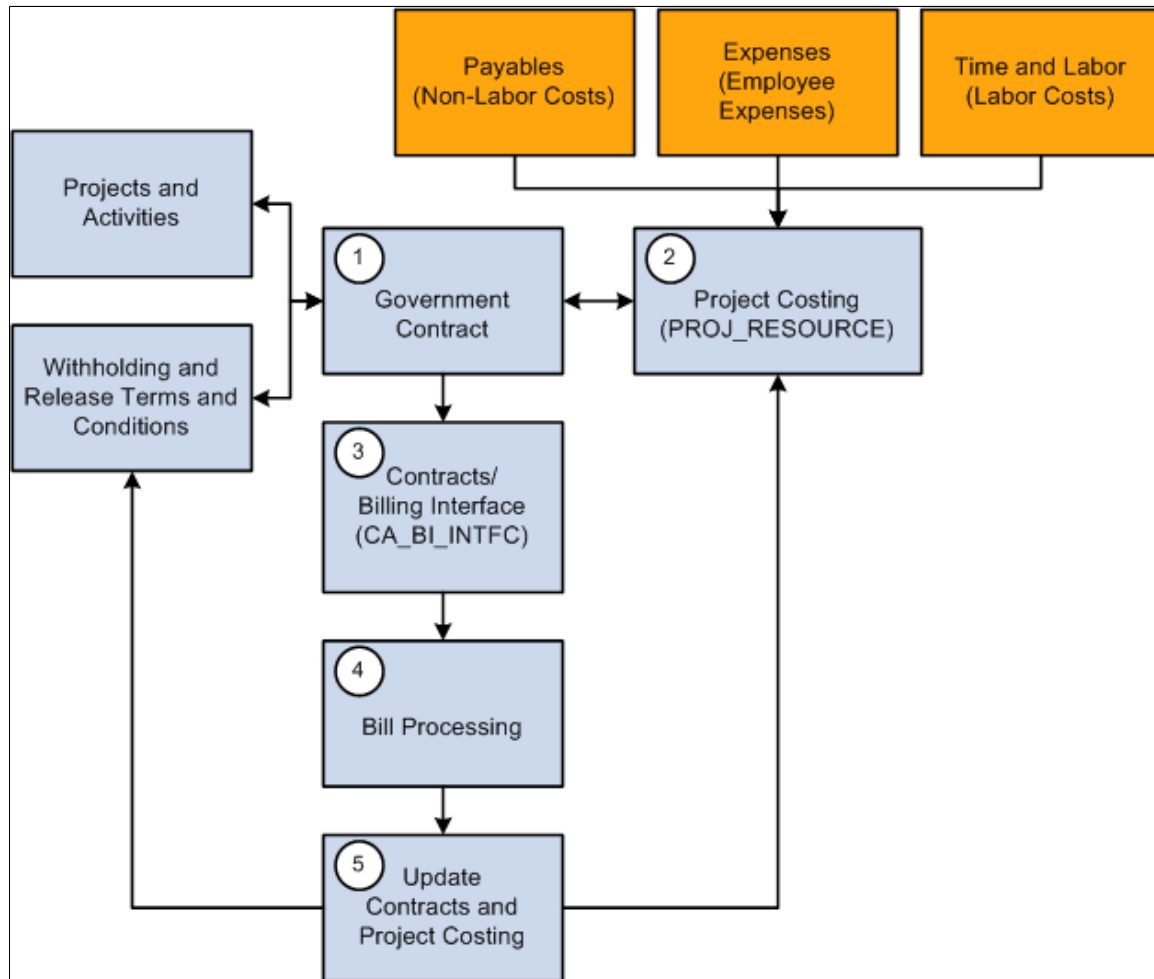 Payables
(Non-Labor Costs)
Expenses
(Employee
Expenses)
Time and Labor
(Labor Costs)
Projects and
Activities
1
Government
Contract
2
Project Costing
(PROJ_RESOURCE)
Withholding and
Release Terms and
Conditions
3
Contracts/
Billing Interface
(CA_BI_INTFC)
4
Bill Processing
5
Update
Contracts and
Project Costing